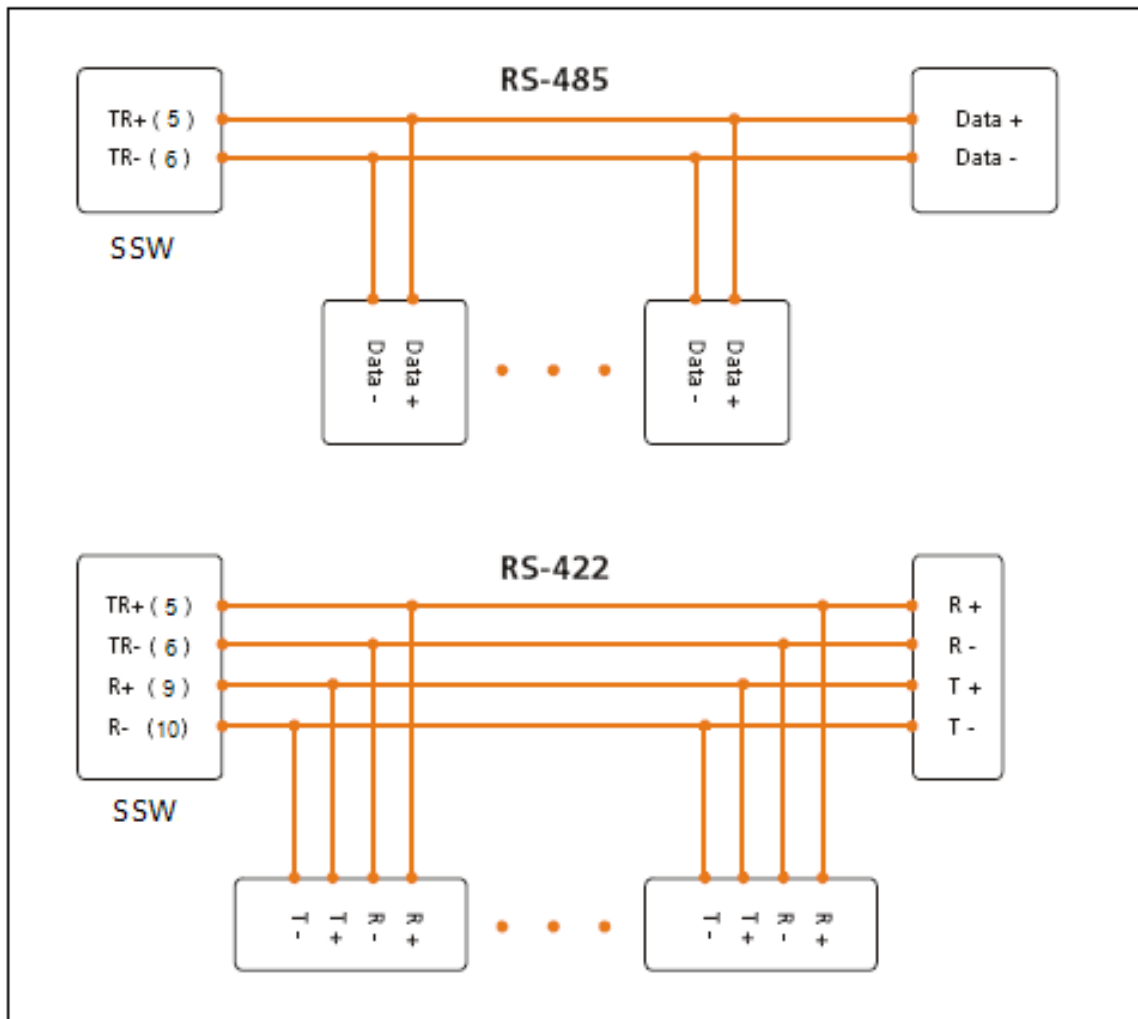 RS-485
TR+ ( 5 )
TR- ( 6 )
SSW
Data +
Data -
Data -
Data +
Data -
Data +
RS-422
TR+ ( 5 )
TR- ( 6 )
R+ ( 9 )
R- (10)
SSW
R +
R -
T +
T -
T -
T +
R -
R +
T -
T +
R -
R +